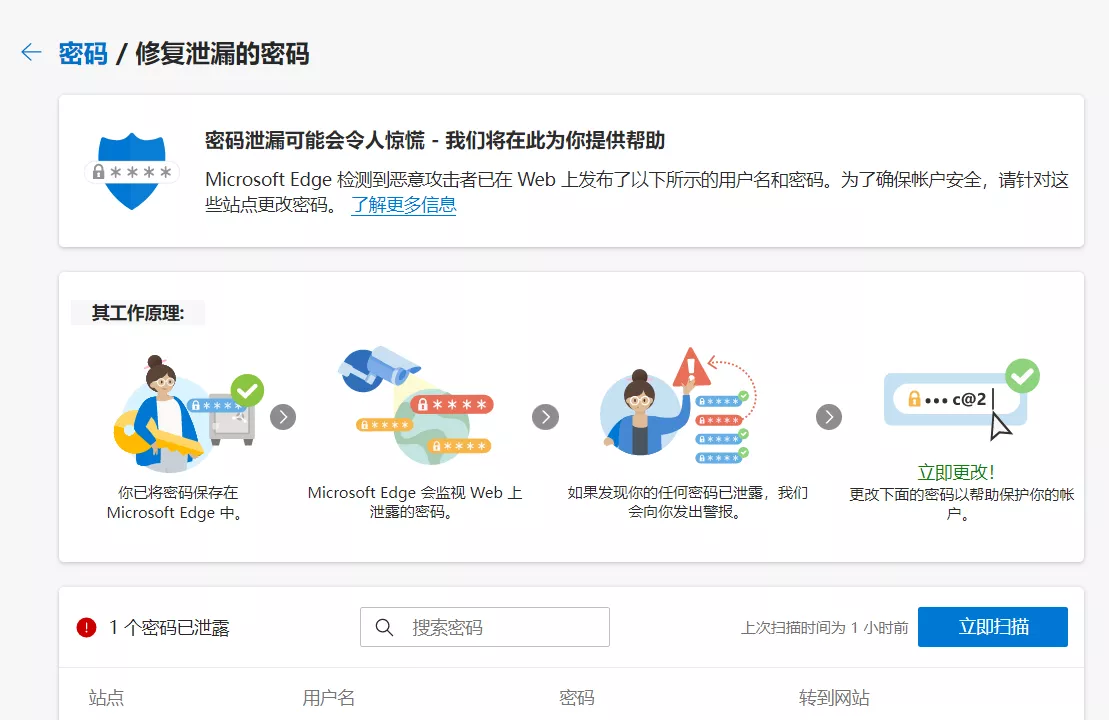 密码 / 修复泄漏的密码
密码泄漏可能会令人惊慌 - 我们将在此为你提供帮助
Microsoft Edge 检测到恶意攻击者已在 Web 上发布了以下所示的用户名和密码。为了确保帐户安全，请针对这
些站点更改密码。 了解更多信息
其工作原理:
你已将密码保存在
Microsoft Edge 中。
Microsoft Edge 会监视 Web 上
泄露的密码。
如果发现你的任何密码已泄露，我们
会向你发出警报。
••• c@2
立即更改!
更改下面的密码以帮助保护你的帐
户。
1 个密码已泄露
搜索密码
上次扫描时间为 1 小时前
立即扫描
站点 用户名 密码 转到网站